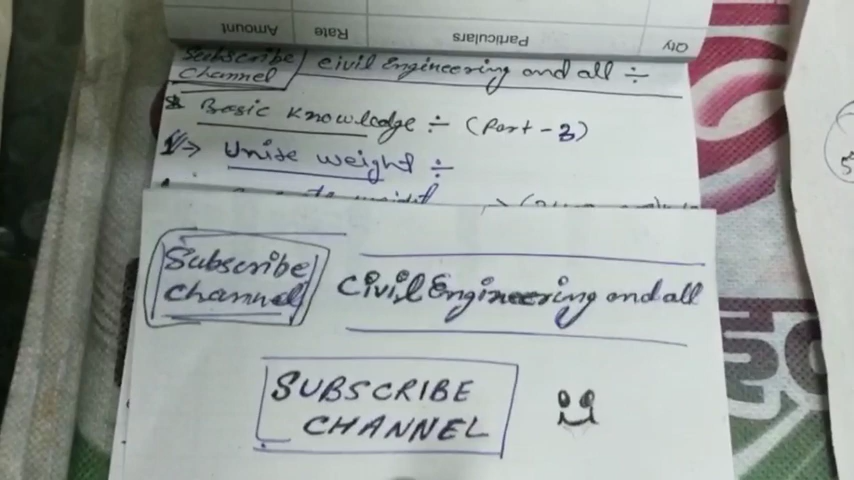 Qty Particulars Rate Amount
Subscribe Channel Civil Engineering and all ÷
Basic Knowledge ÷ (Part - 3)
1/→ Unite weight ÷
Subscribe
Channel
Civil Engineering and all
SUBSCRIBE
CHANNEL